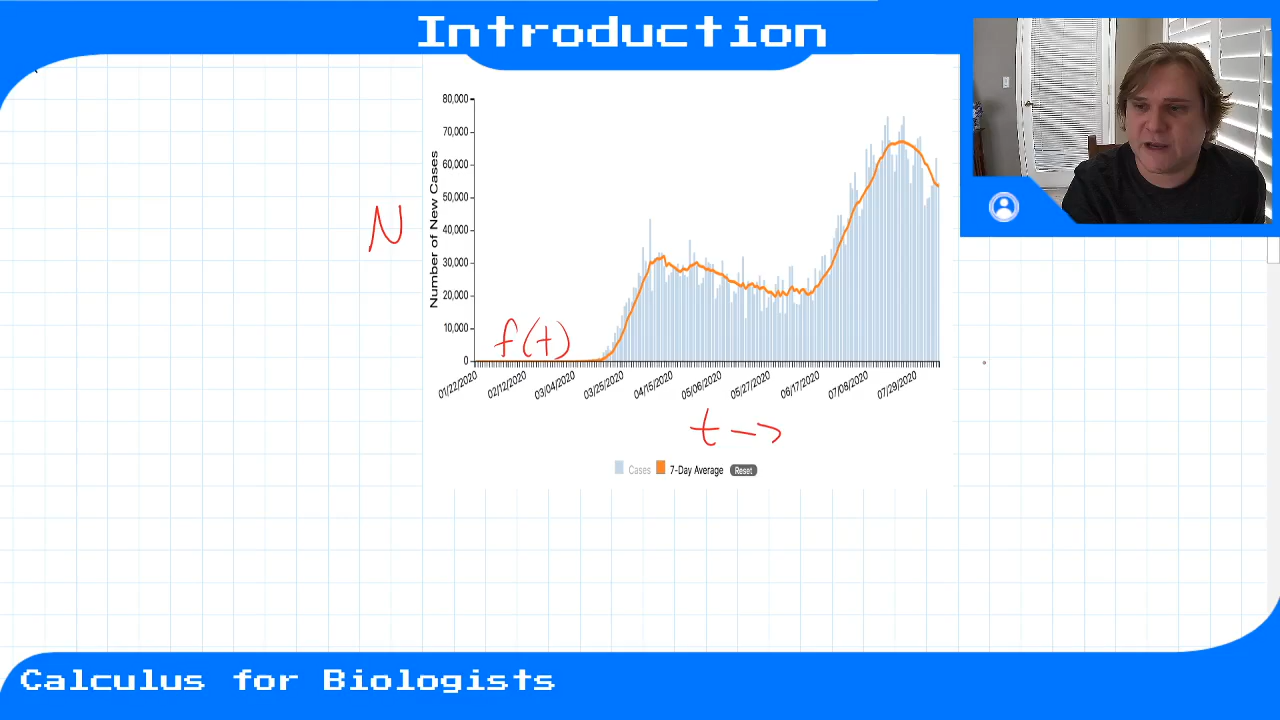 Introduction
80,000
70,000
60,000
50,000
40,000
30,000
20,000
10,000
0
Number of New Cases
N
f(t)
01/22/2020
02/12/2020
03/04/2020
03/25/2020
04/15/2020
05/06/2020
05/27/2020
06/17/2020
07/08/2020
07/29/2020
t →
Cases 7-Day Average Reset
Calculus for Biologists